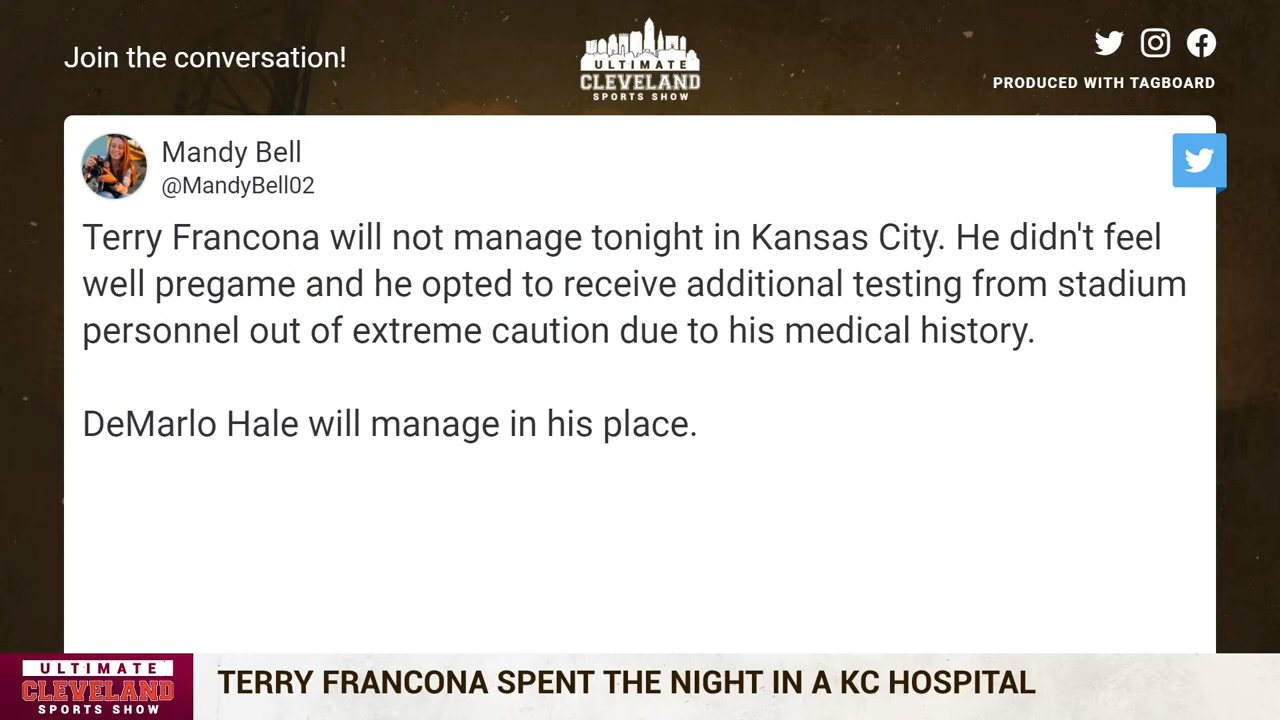 Join the conversation!
ULTIMATE
CLEVELAND
SPORTS SHOW
PRODUCED WITH TAGBOARD
Mandy Bell
@MandyBell02
Terry Francona will not manage tonight in Kansas City. He didn't feel
well pregame and he opted to receive additional testing from stadium
personnel out of extreme caution due to his medical history.
DeMarlo Hale will manage in his place.
ULTIMATE
CLEVELAND
SPORTS SHOW
TERRY FRANCONA SPENT THE NIGHT IN A KC HOSPITAL